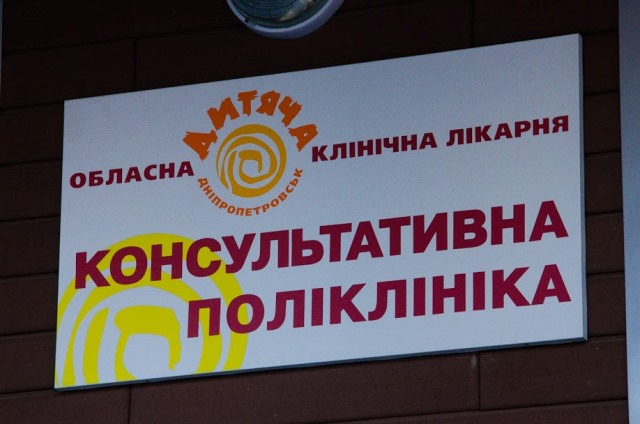 ОБЛАСНА ДИТЯЧА КЛІНІЧНА ЛІКАРНЯ
ДНІПРОПЕТРОВСЬК
КОНСУЛЬТАТИВНА
ПОЛІКЛІНІКА